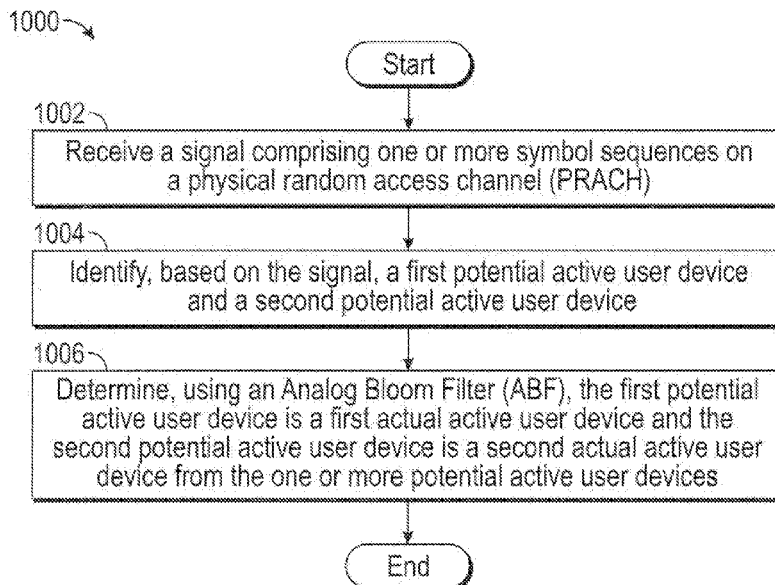 1000
Start
1002
Receive a signal comprising one or more symbol sequences on
a physical random access channel (PRACH)
1004
Identify, based on the signal, a first potential active user device
and a second potential active user device
1006
Determine, using an Analog Bloom Filter (ABF), the first potential
active user device is a first actual active user device and the
second potential active user device is a second actual active user
device from the one or more potential active user devices
End